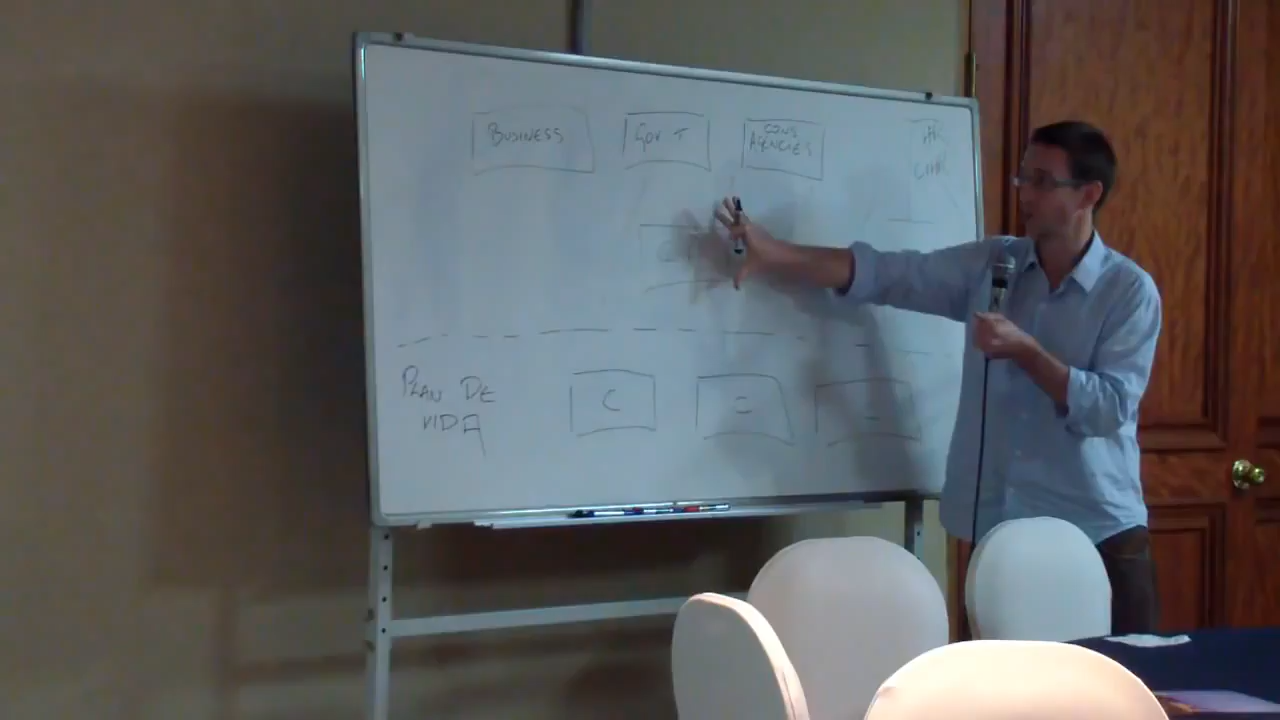 BUSINESS
GOV T
CONS
AGENCIES
PLAN DE
VIDA
C
C